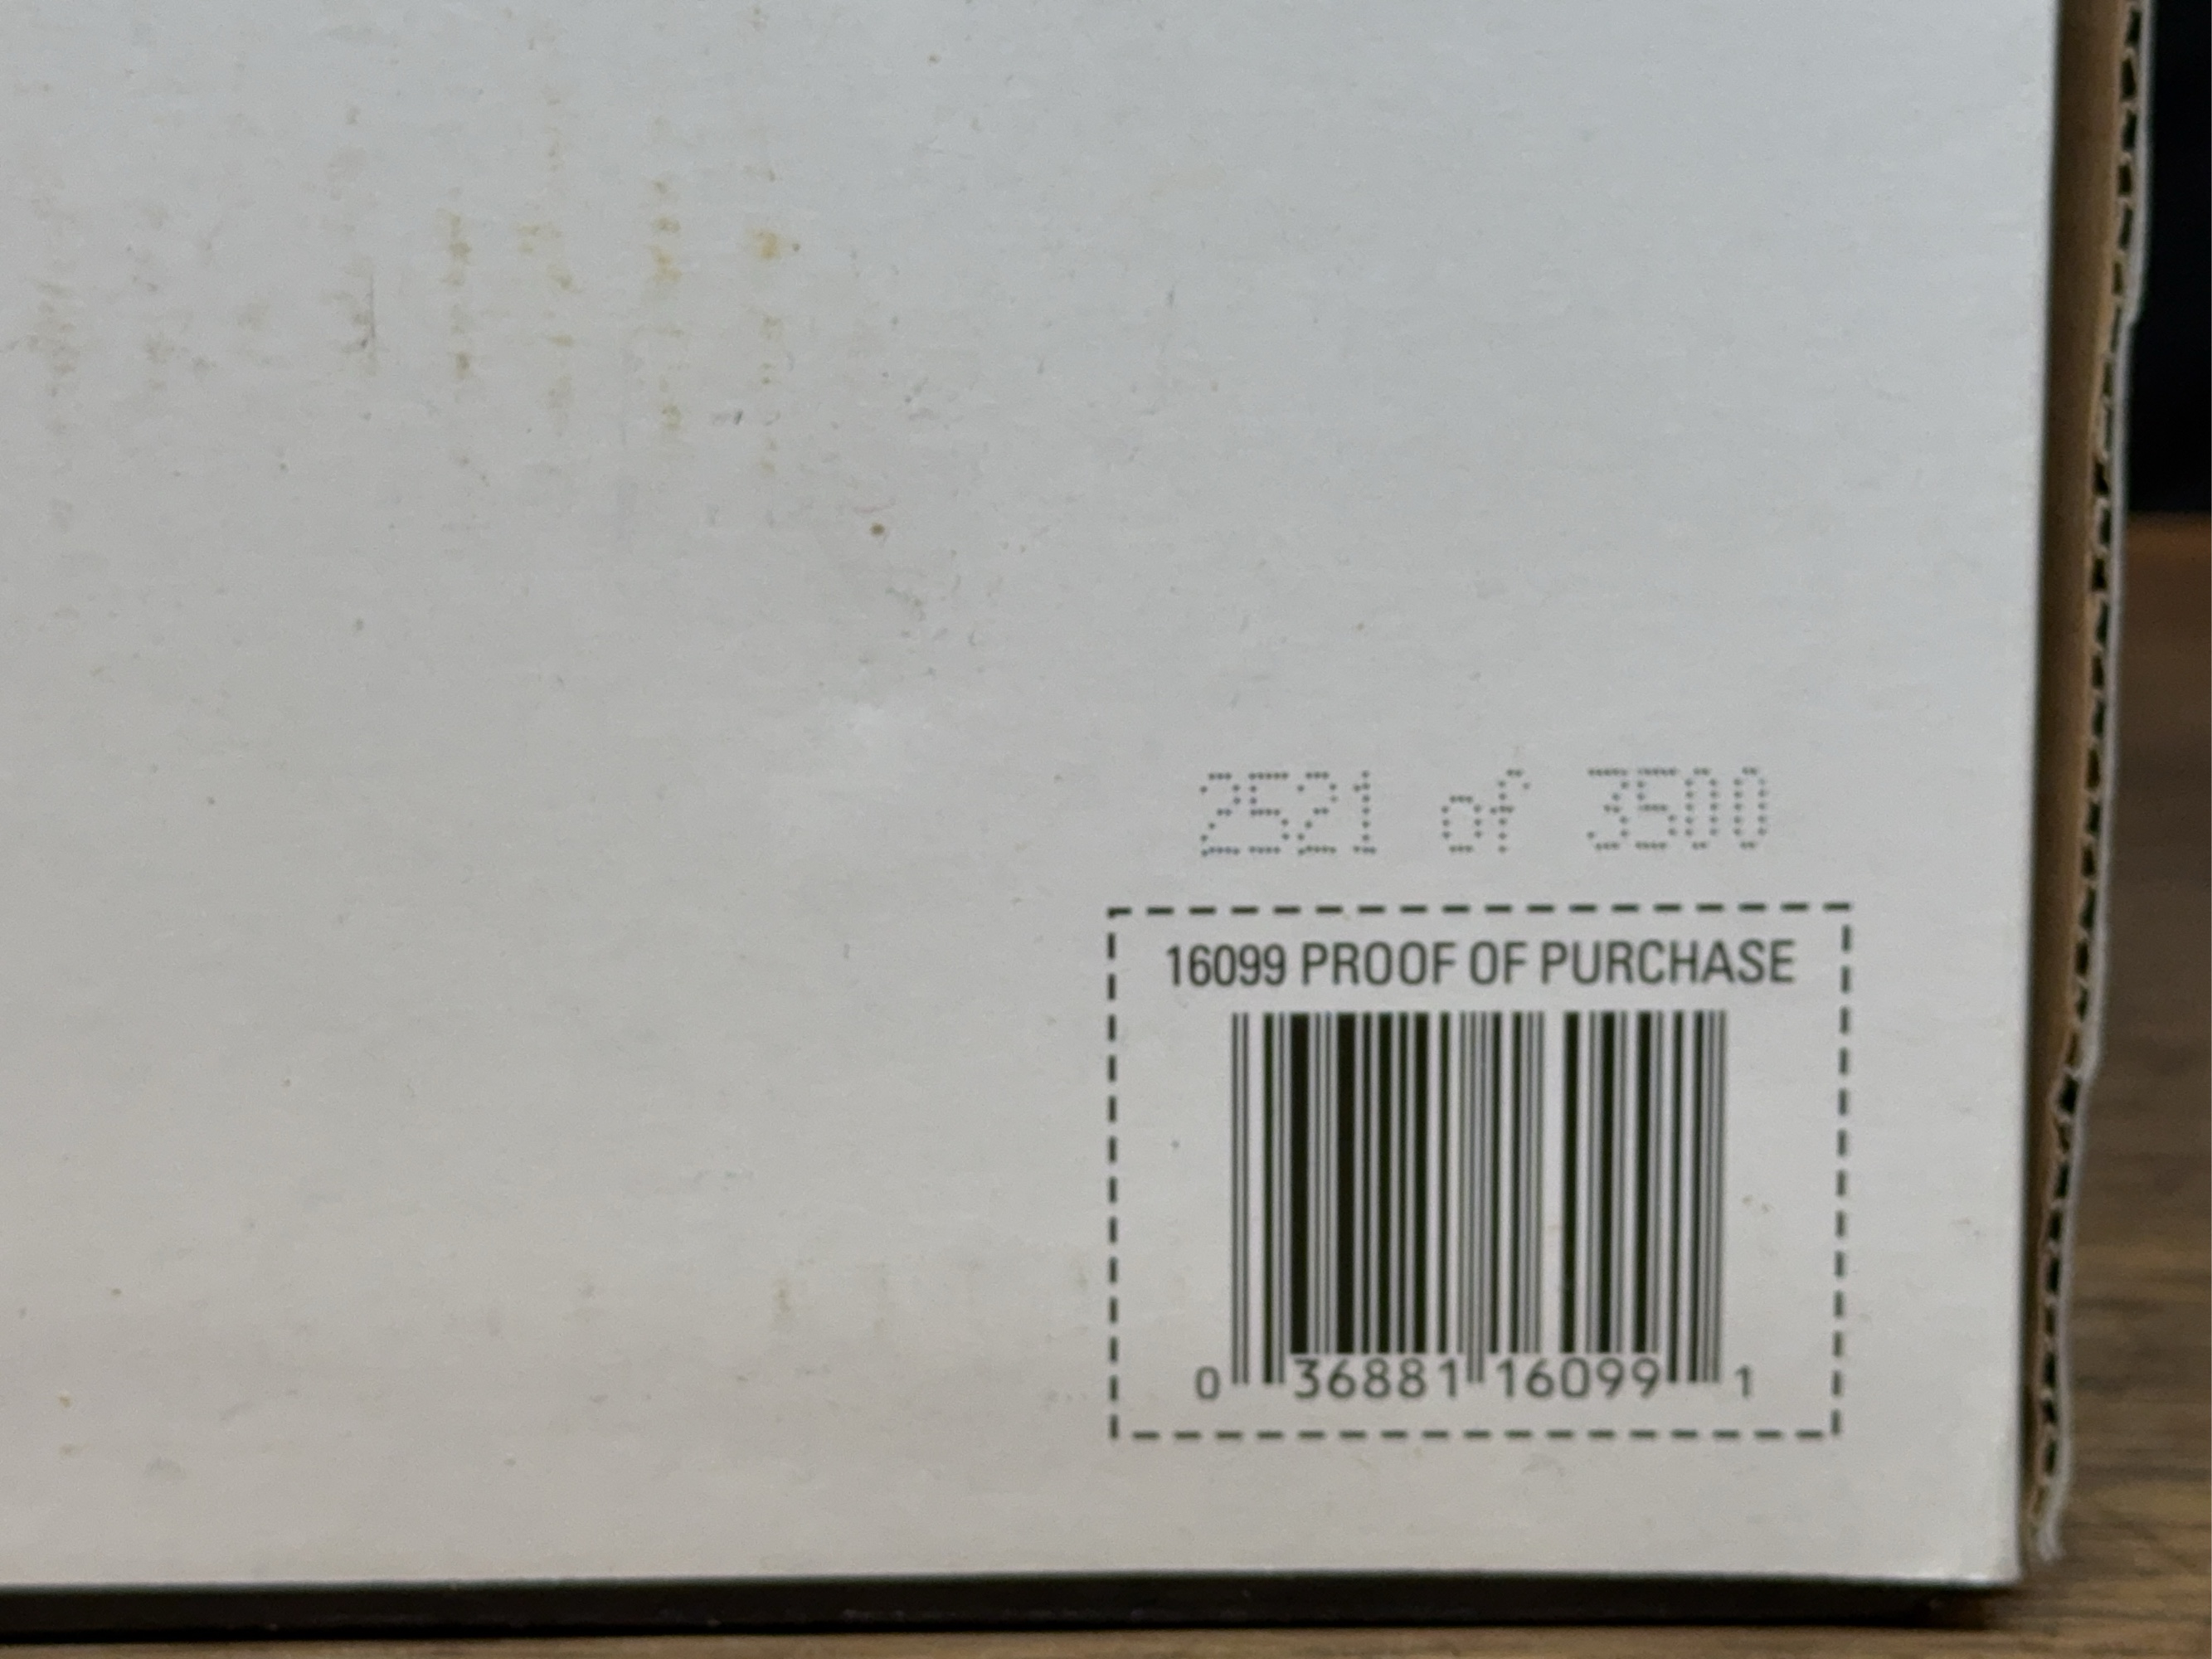 2521 of 3500
16099 PROOF OF PURCHASE
0 36881 16099 1